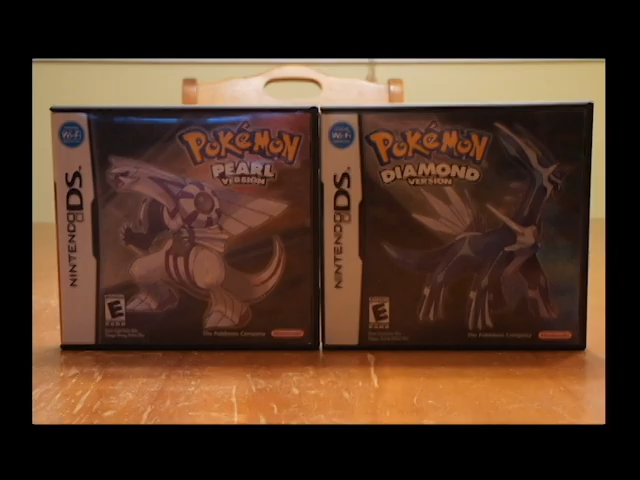 Wi-Fi
POKéMON
PEARL
VERSION
NINTENDO DS
E
The Pokémon Company
Nintendo
Wi-Fi
POKéMON
DIAMOND
VERSION
NINTENDO DS
E
The Pokémon Company
Nintendo